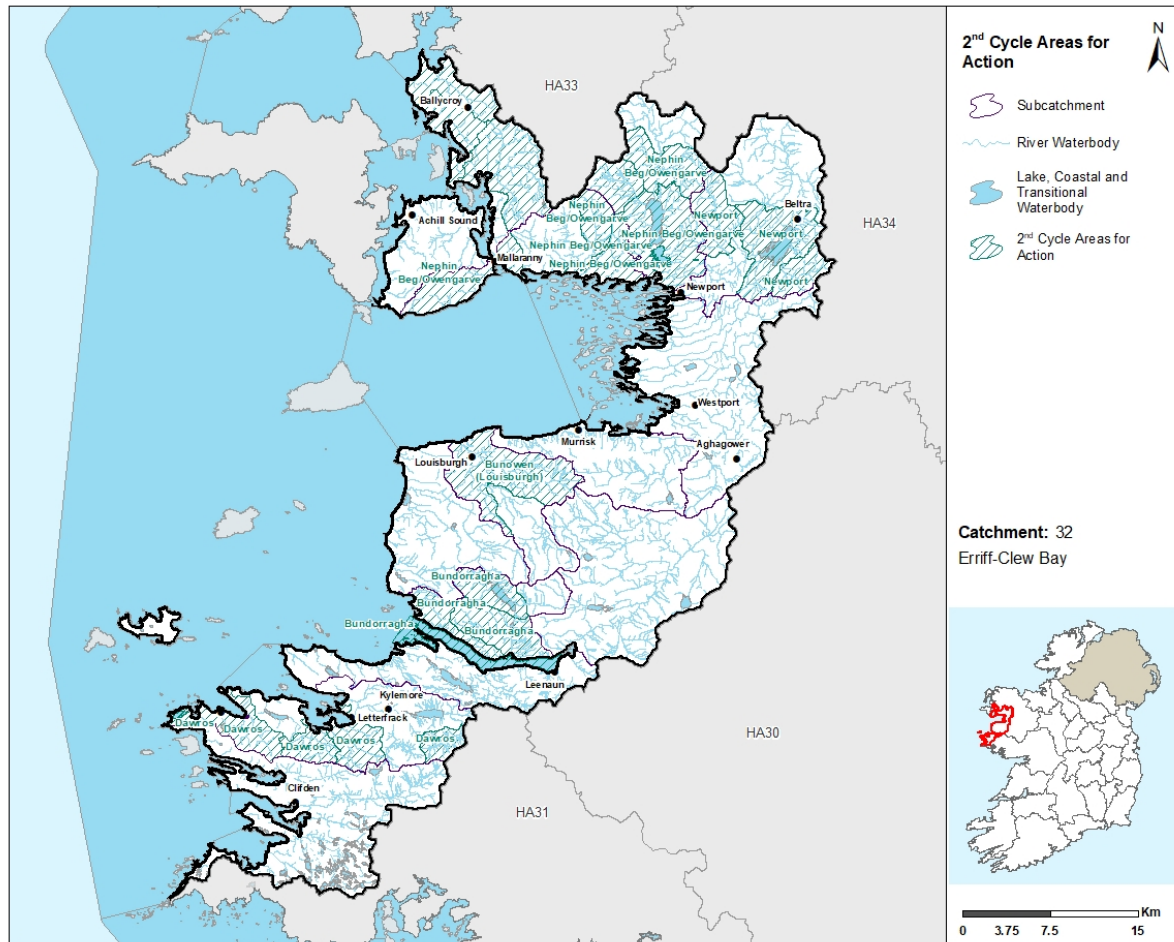 HA33
Ballycroy
Nephin
Beg/Owengarve
Nephin
Beg/Owengarve
Newport
Beltra
Achill Sound
Nephin Beg/Owengarve
Newport
HA34
Nephin Beg/Owengarve
Mallaranny
Nephin Beg/Owengarve
Nephin
Beg/Owengarve
Newport
Newport
Westport
Murrisk
Aghagower
Louisburgh
Bunowen
(Louisburgh)
Bundorragha
Bundorragha
Bundorragha
Bundorragha
Leenaun
Kylemore
Letterfrack
Dawros
Dawros
Dawros
Dawros
Dawros
HA30
Clifden
HA31
2nd Cycle Areas for
Action
N
Subcatchment
River Waterbody
Lake, Coastal and
Transitional
Waterbody
2nd Cycle Areas for
Action
Catchment: 32
Erriff-Clew Bay
Km
0 3.75 7.5 15